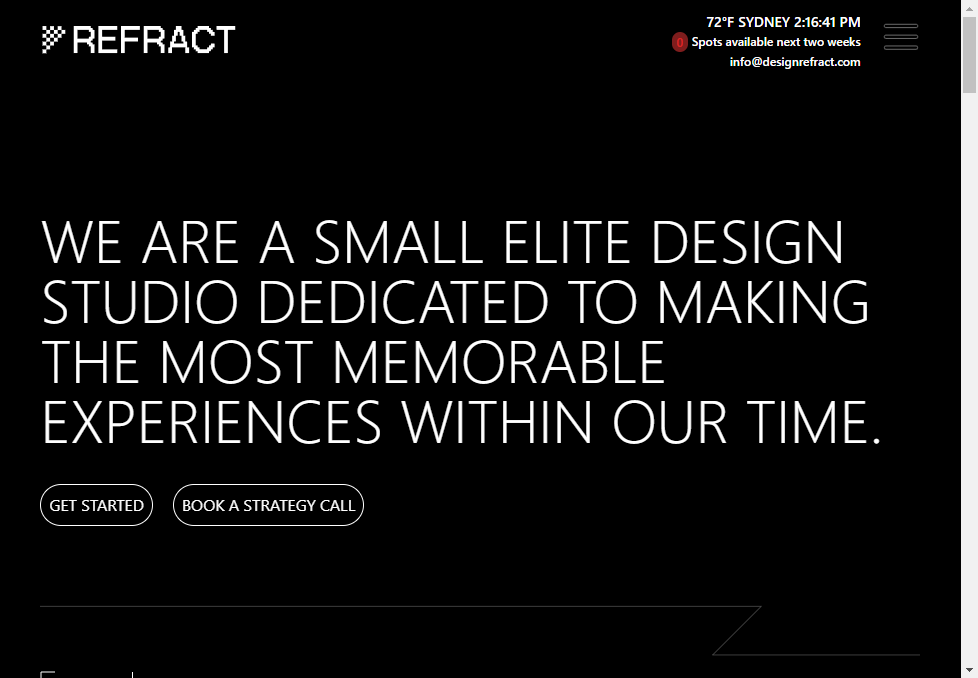 REFRACT
72°F SYDNEY 2:16:41 PM
0 Spots available next two weeks
info@designrefract.com
WE ARE A SMALL ELITE DESIGN
STUDIO DEDICATED TO MAKING
THE MOST MEMORABLE
EXPERIENCES WITHIN OUR TIME.
GET STARTED
BOOK A STRATEGY CALL